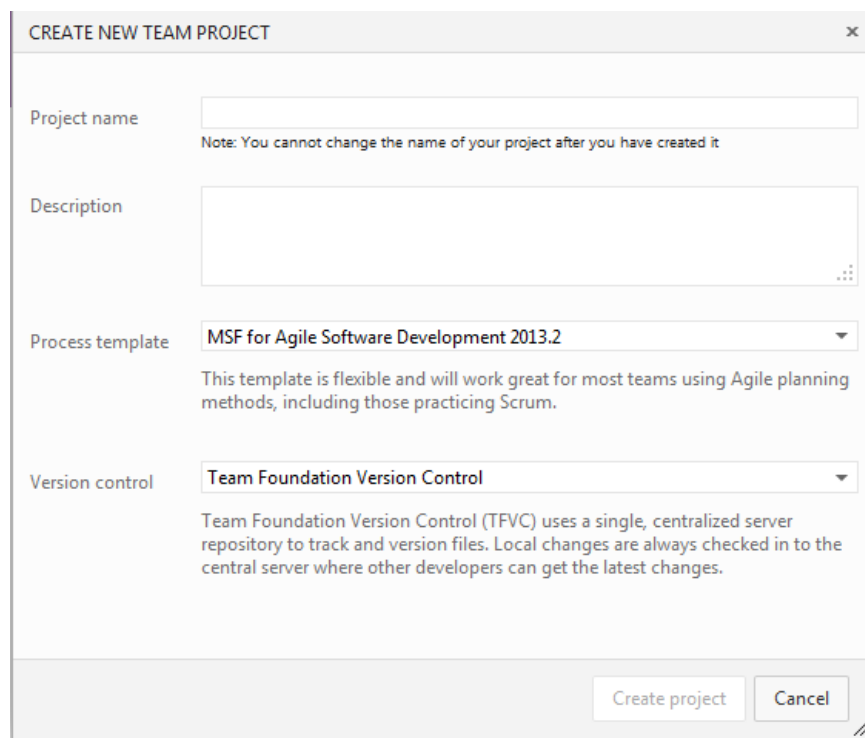 CREATE NEW TEAM PROJECT
Project name
Note: You cannot change the name of your project after you have created it
Description
Process template
MSF for Agile Software Development 2013.2
This template is flexible and will work great for most teams using Agile planning
methods, including those practicing Scrum.
Version control
Team Foundation Version Control
Team Foundation Version Control (TFVC) uses a single, centralized server
repository to track and version files. Local changes are always checked in to the
central server where other developers can get the latest changes.
Create project
Cancel